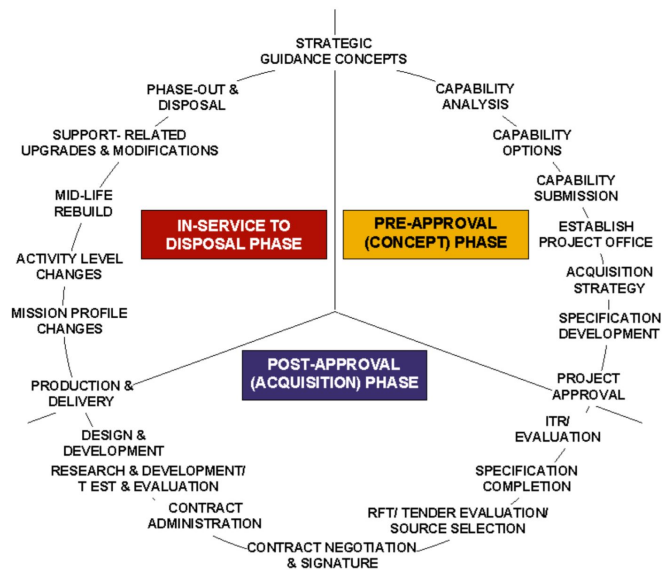 STRATEGIC
GUIDANCE CONCEPTS
CAPABILITY
ANALYSIS
CAPABILITY
OPTIONS
CAPABILITY
SUBMISSION
ESTABLISH
PROJECT OFFICE
ACQUISITION
STRATEGY
SPECIFICATION
DEVELOPMENT
PROJECT
APPROVAL
ITR/
EVALUATION
SPECIFICATION
COMPLETION
RFT/ TENDER EVALUATION/
SOURCE SELECTION
CONTRACT NEGOTIATION
& SIGNATURE
CONTRACT
ADMINISTRATION
RESEARCH & DEVELOPMENT/
T EST & EVALUATION
DESIGN &
DEVELOPMENT
PRODUCTION &
DELIVERY
MISSION PROFILE
CHANGES
ACTIVITY LEVEL
CHANGES
MID-LIFE
REBUILD
SUPPORT- RELATED
UPGRADES & MODIFICATIONS
PHASE-OUT &
DISPOSAL
IN-SERVICE TO
DISPOSAL PHASE
PRE-APPROVAL
(CONCEPT) PHASE
POST-APPROVAL
(ACQUISITION) PHASE